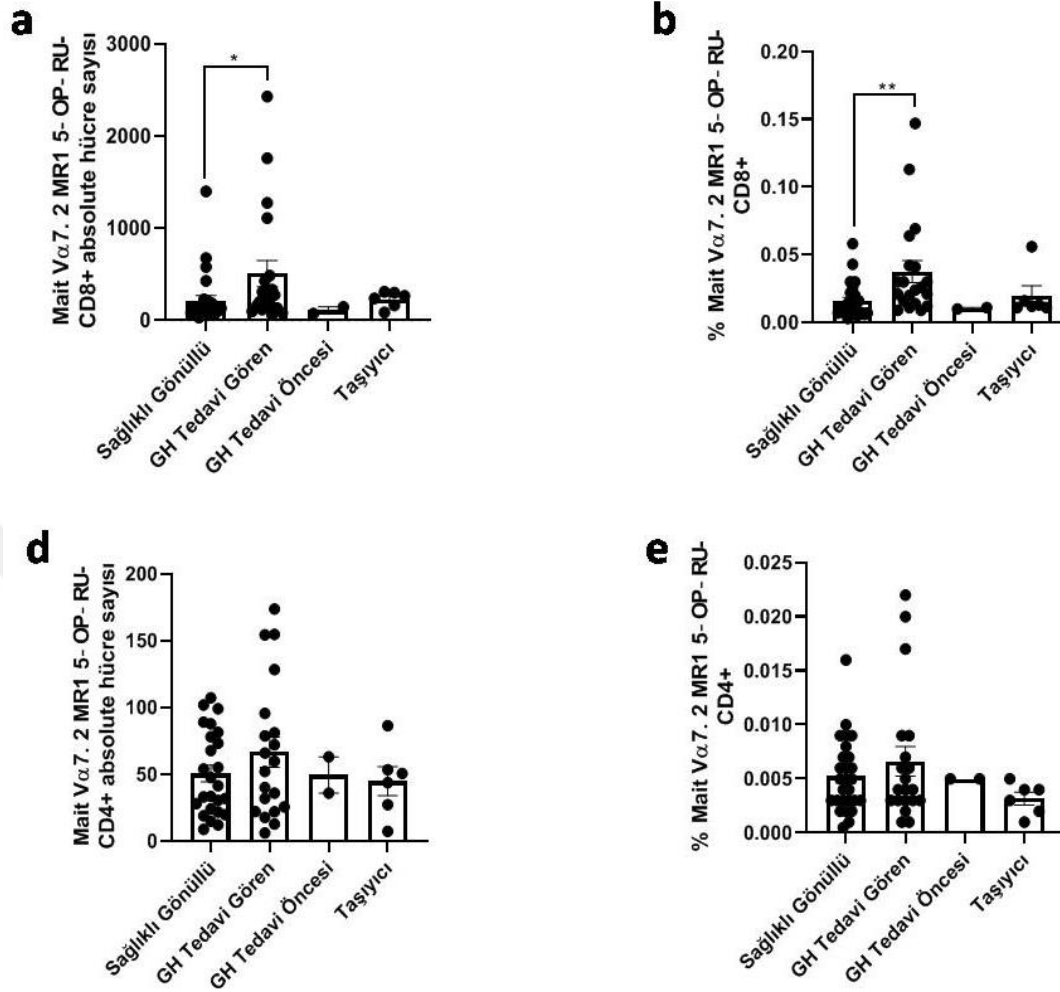 a
Mait Vα7. 2 MR1 5- OP- RU-
CD8+ absolute hücre sayısı
3000
2000
1000
0
*
Sağlıklı Gönüllü
GH Tedavi Gören
GH Tedavi Öncesi
Taşıyıcı
b
% Mait Vα7. 2 MR1 5- OP- RU-
CD8+
0.20
0.15
0.10
0.05
0.00
**
Sağlıklı Gönüllü
GH Tedavi Gören
GH Tedavi Öncesi
Taşıyıcı
d
Mait Vα7. 2 MR1 5- OP- RU-
CD4+ absolute hücre sayısı
200
150
100
50
0
Sağlıklı Gönüllü
GH Tedavi Gören
GH Tedavi Öncesi
Taşıyıcı
e
% Mait Vα7. 2 MR1 5- OP- RU-
CD4+
0.025
0.020
0.015
0.010
0.005
0.000
Sağlıklı Gönüllü
GH Tedavi Gören
GH Tedavi Öncesi
Taşıyıcı